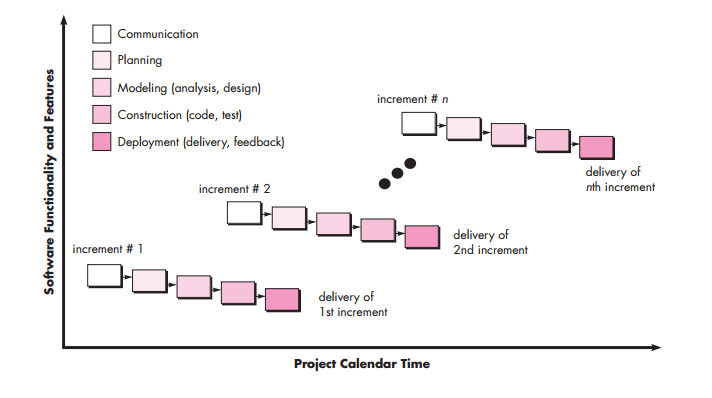 Communication
Planning
Modeling (analysis, design)
Construction (code, test)
Deployment (delivery, feedback)
increment # n
delivery of
nth increment
increment # 2
delivery of
2nd increment
increment # 1
delivery of
1st increment
Software Functionality and Features
Project Calendar Time